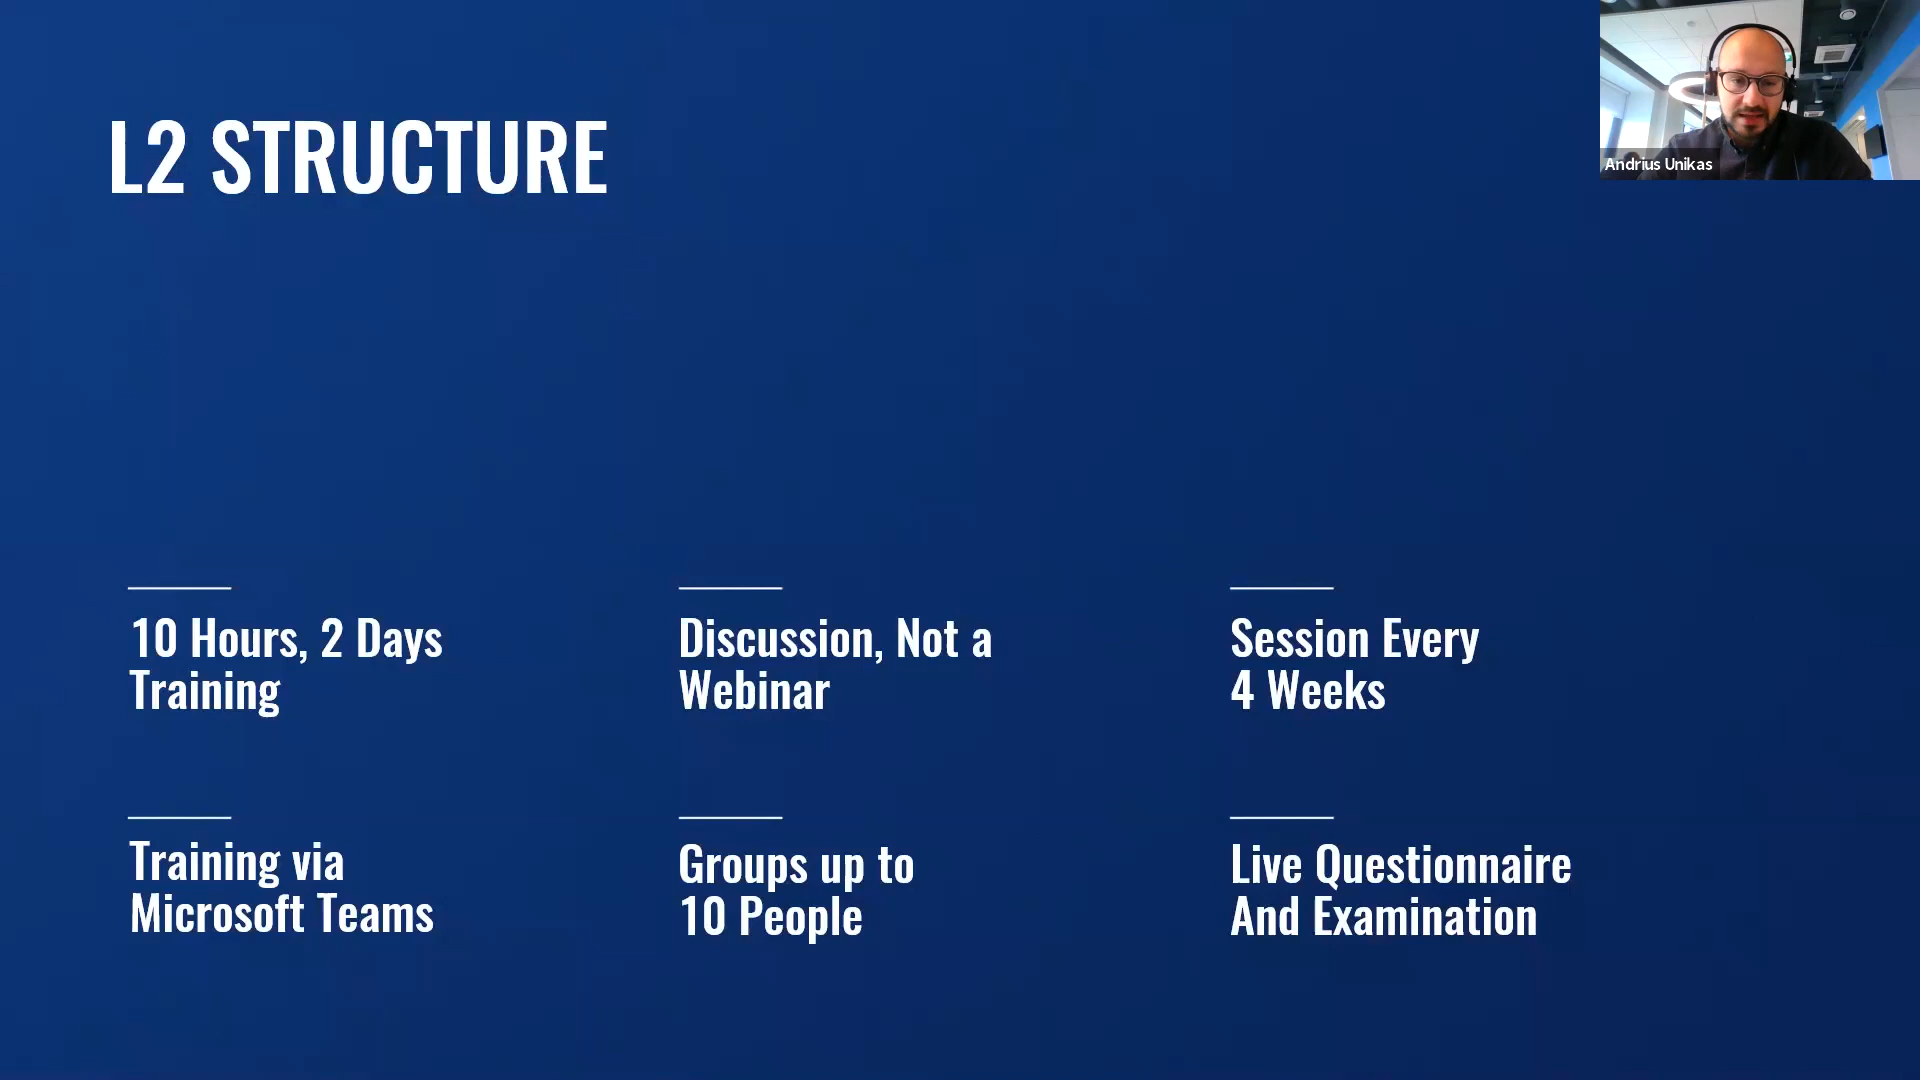 L2 STRUCTURE
Andrius Unikas
10 Hours, 2 Days
Training
Discussion, Not a
Webinar
Session Every
4 Weeks
Training via
Microsoft Teams
Groups up to
10 People
Live Questionnaire
And Examination